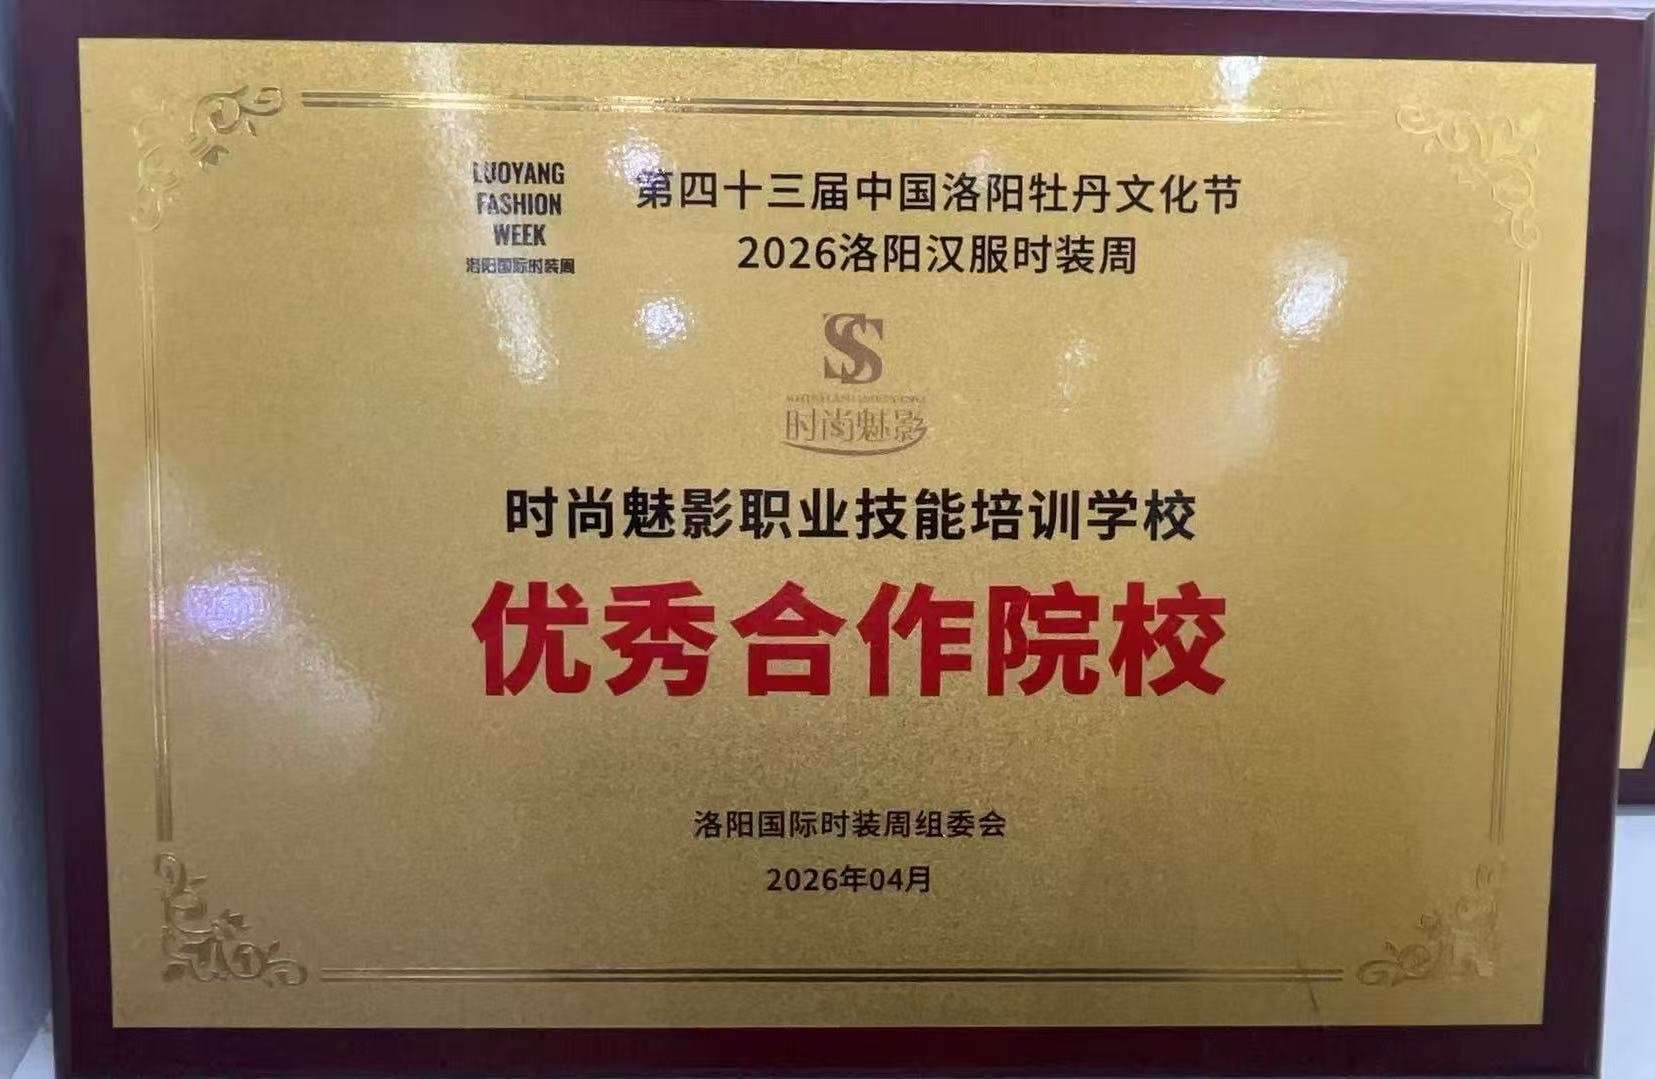 LUOYANG
FASHION
WEEK
洛阳国际时装周
第四十三届中国洛阳牡丹文化节
2026洛阳汉服时装周
SS
时尚魅影
时尚魅影职业技能培训学校
优秀合作院校
洛阳国际时装周组委会
2026年04月